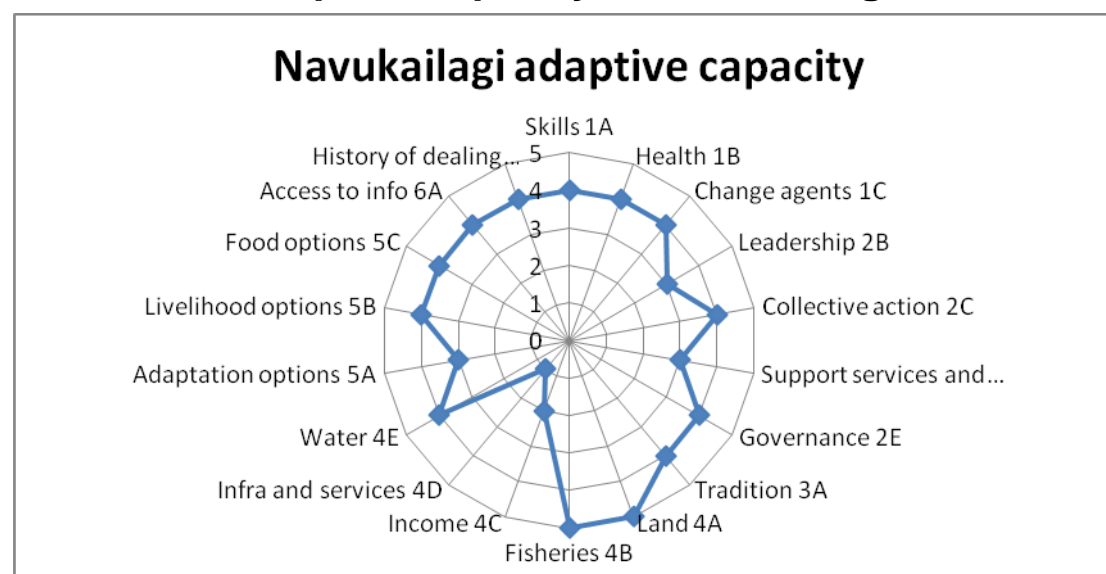 Navukailagi adaptive capacity
Skills 1A
Health 1B
Change agents 1C
Leadership 2B
Collective action 2C
Support services and...
Governance 2E
Tradition 3A
Land 4A
Fisheries 4B
Income 4C
Infra and services 4D
Water 4E
Adaptation options 5A
Livelihood options 5B
Food options 5C
Access to info 6A
History of dealing...
5
4
3
2
1
0